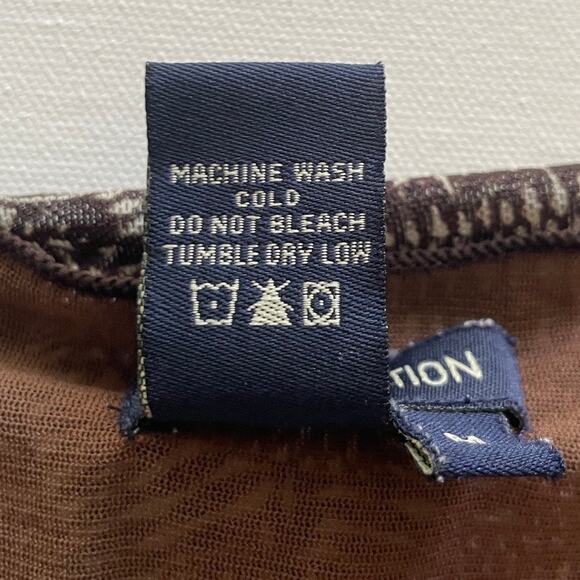 MACHINE WASH
COLD
DO NOT BLEACH
TUMBLE DRY LOW
TION
M